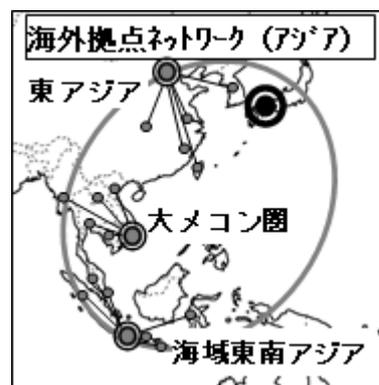 海外拠点ネットワーク（アジア）
東アジア
大メコン圏
海域東南アジア